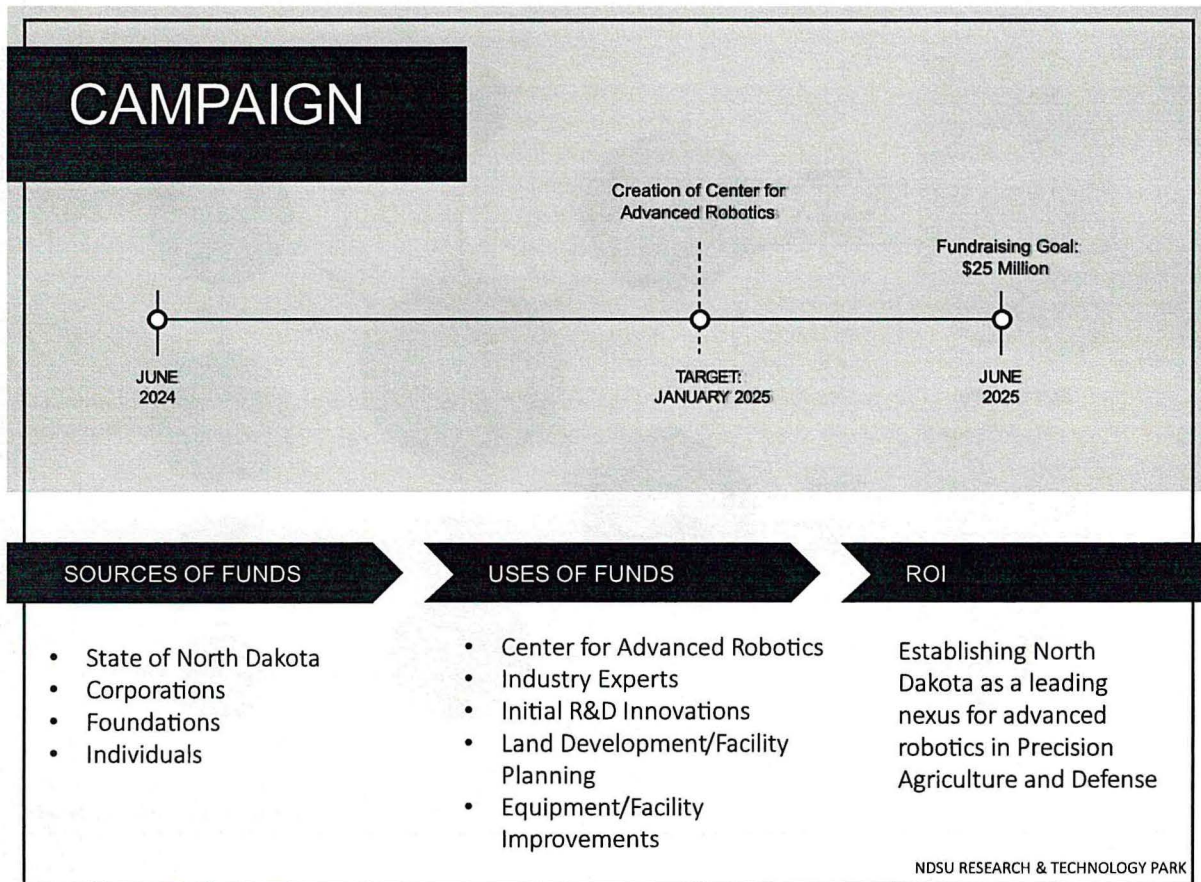 CAMPAIGN
Creation of Center for
Advanced Robotics
Fundraising Goal:
$25 Million
JUNE
2024
TARGET:
JANUARY 2025
JUNE
2025
SOURCES OF FUNDS
• State of North Dakota
• Corporations
• Foundations
• Individuals
USES OF FUNDS
• Center for Advanced Robotics
• Industry Experts
• Initial R&D Innovations
• Land Development/Facility
Planning
• Equipment/Facility
Improvements
ROI
Establishing North
Dakota as a leading
nexus for advanced
robotics in Precision
Agriculture and Defense
NDSU RESEARCH & TECHNOLOGY PARK